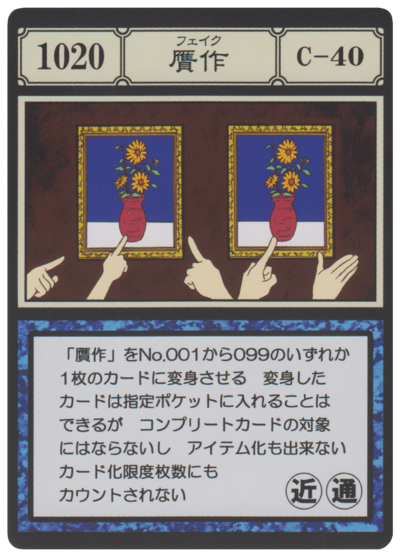 1020
フェイク
贋作
C-40
「贋作」をNo.001から099のいずれか
1枚のカードに変身させる 変身した
カードは指定ポケットに入れることは
できるが コンプリートカードの対象
にはならないし アイテム化も出来ない
カード化限度枚数にも
カウントされない
近 通